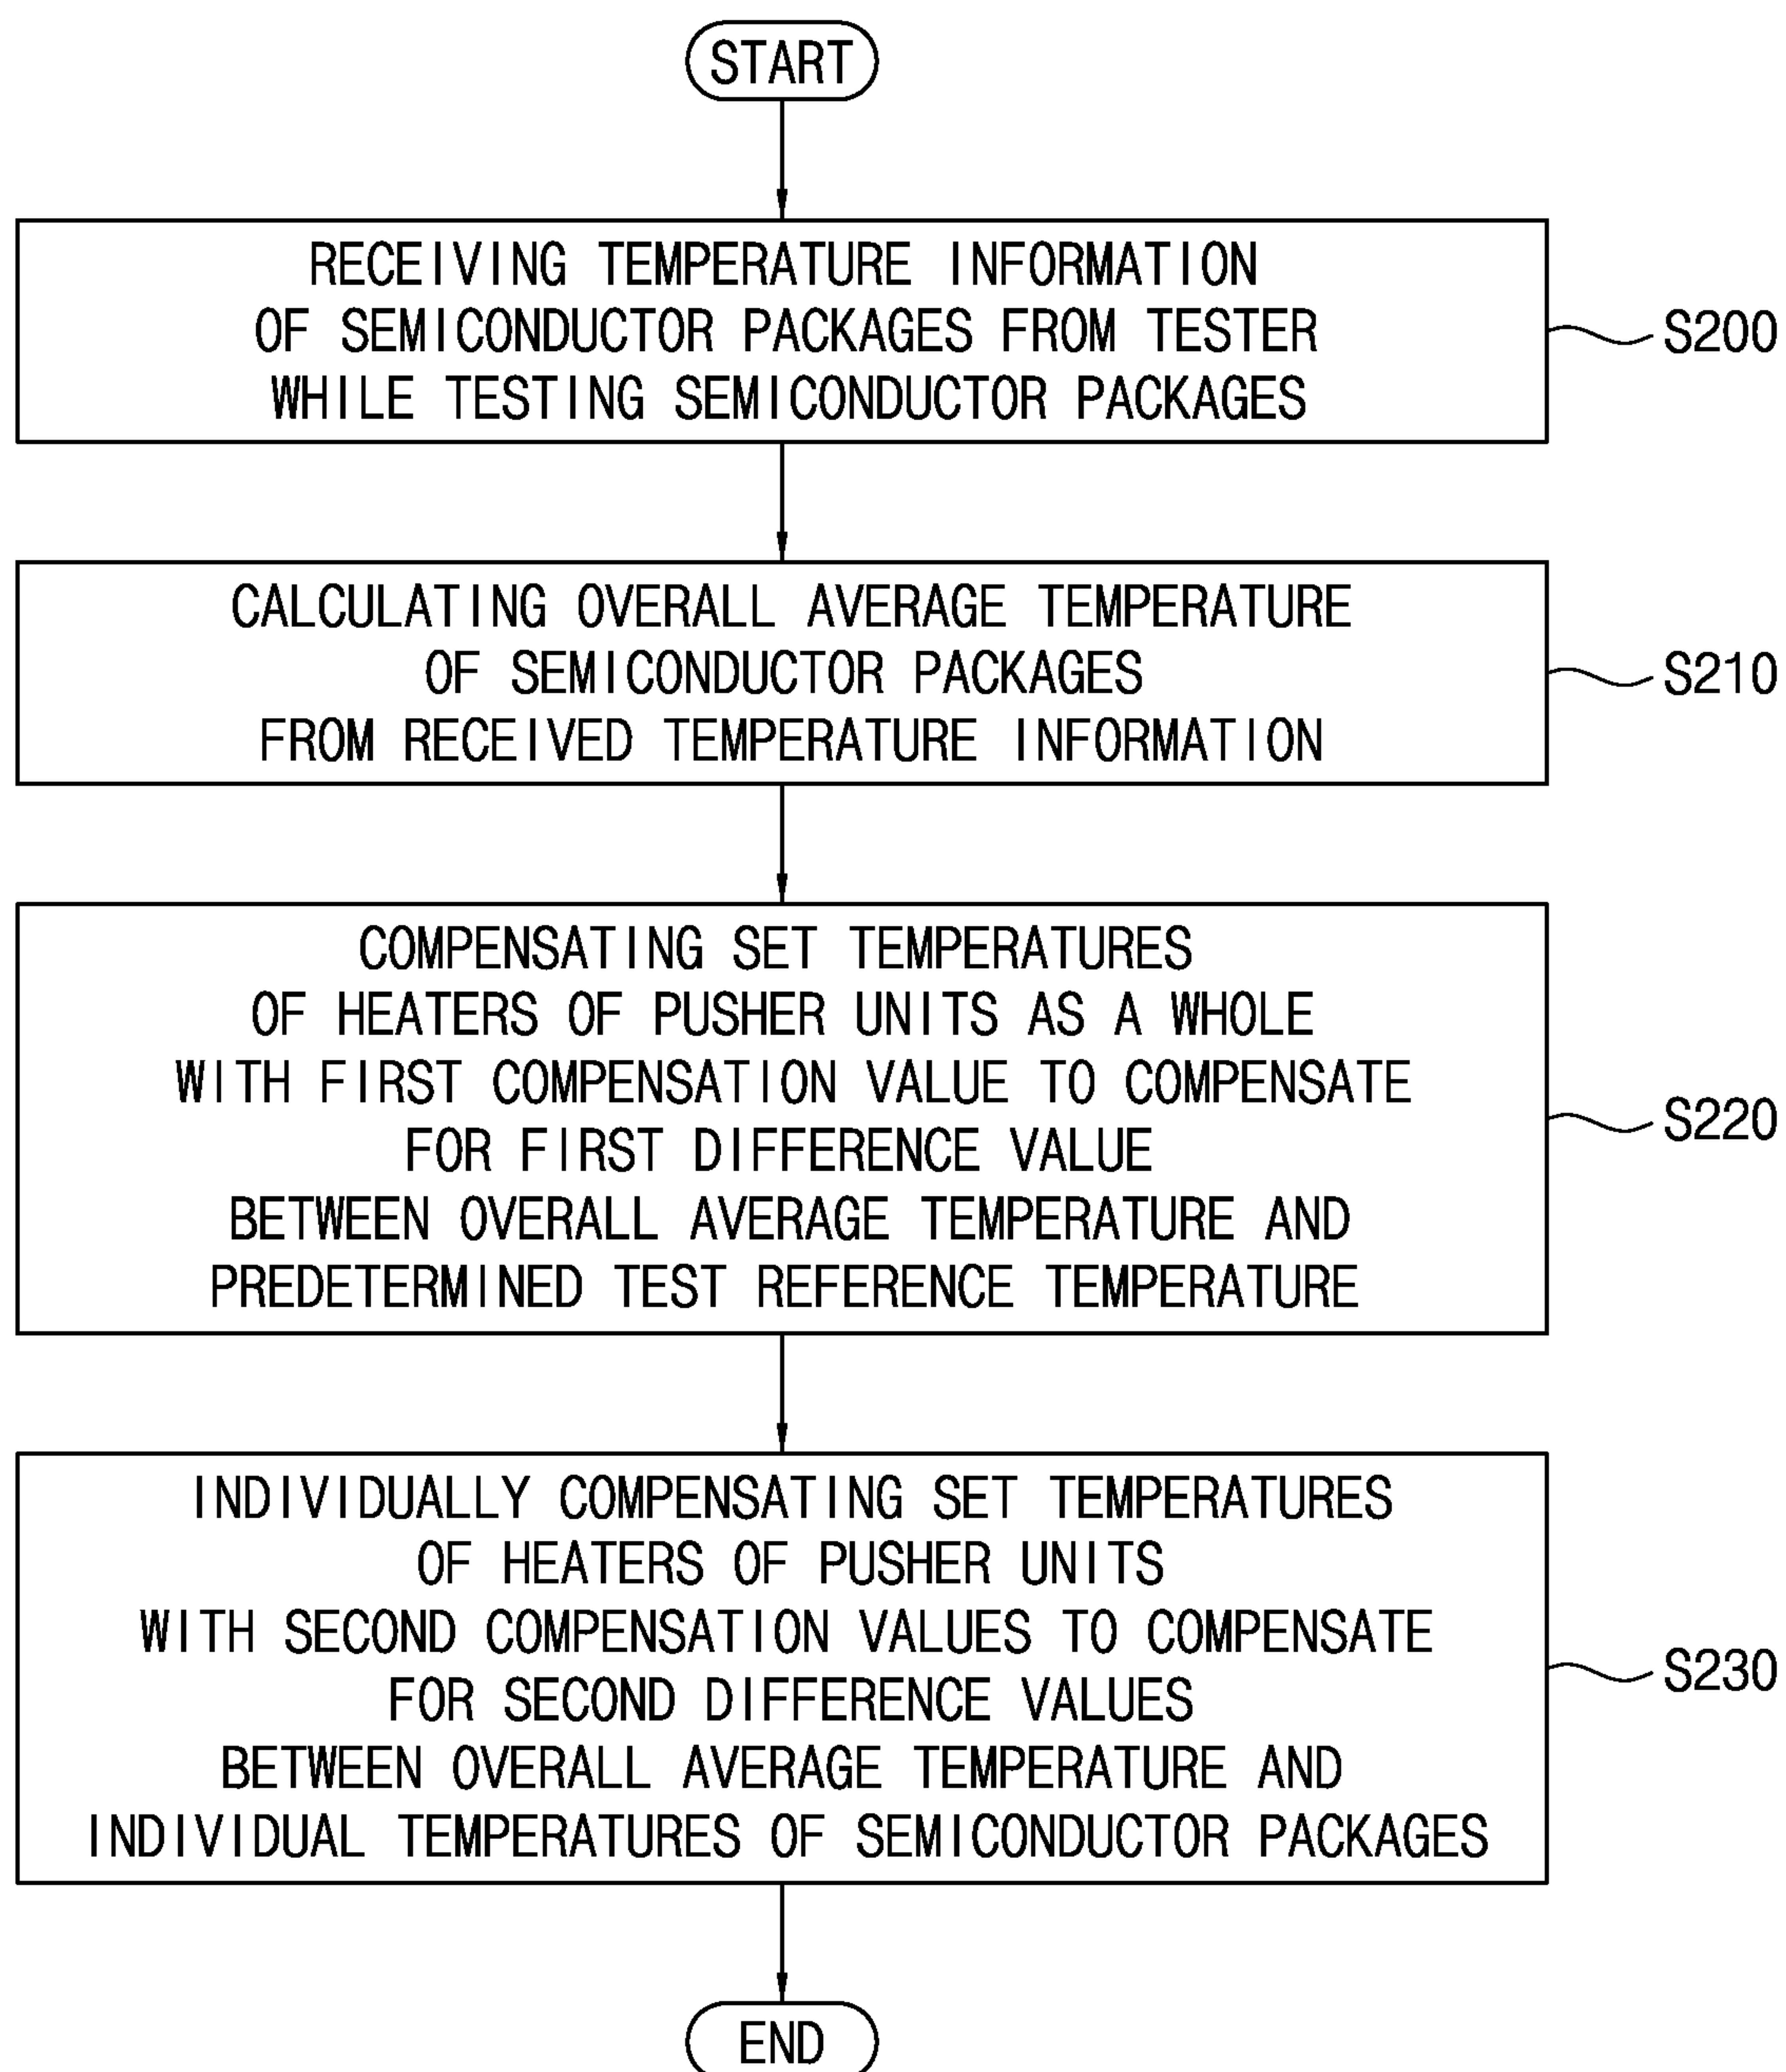 START
RECEIVING TEMPERATURE INFORMATION
OF SEMICONDUCTOR PACKAGES FROM TESTER
WHILE TESTING SEMICONDUCTOR PACKAGES
S200
CALCULATING OVERALL AVERAGE TEMPERATURE
OF SEMICONDUCTOR PACKAGES
FROM RECEIVED TEMPERATURE INFORMATION
S210
COMPENSATING SET TEMPERATURES
OF HEATERS OF PUSHER UNITS AS A WHOLE
WITH FIRST COMPENSATION VALUE TO COMPENSATE
FOR FIRST DIFFERENCE VALUE
BETWEEN OVERALL AVERAGE TEMPERATURE AND
PREDETERMINED TEST REFERENCE TEMPERATURE
S220
INDIVIDUALLY COMPENSATING SET TEMPERATURES
OF HEATERS OF PUSHER UNITS
WITH SECOND COMPENSATION VALUES TO COMPENSATE
FOR SECOND DIFFERENCE VALUES
BETWEEN OVERALL AVERAGE TEMPERATURE AND
INDIVIDUAL TEMPERATURES OF SEMICONDUCTOR PACKAGES
S230
END